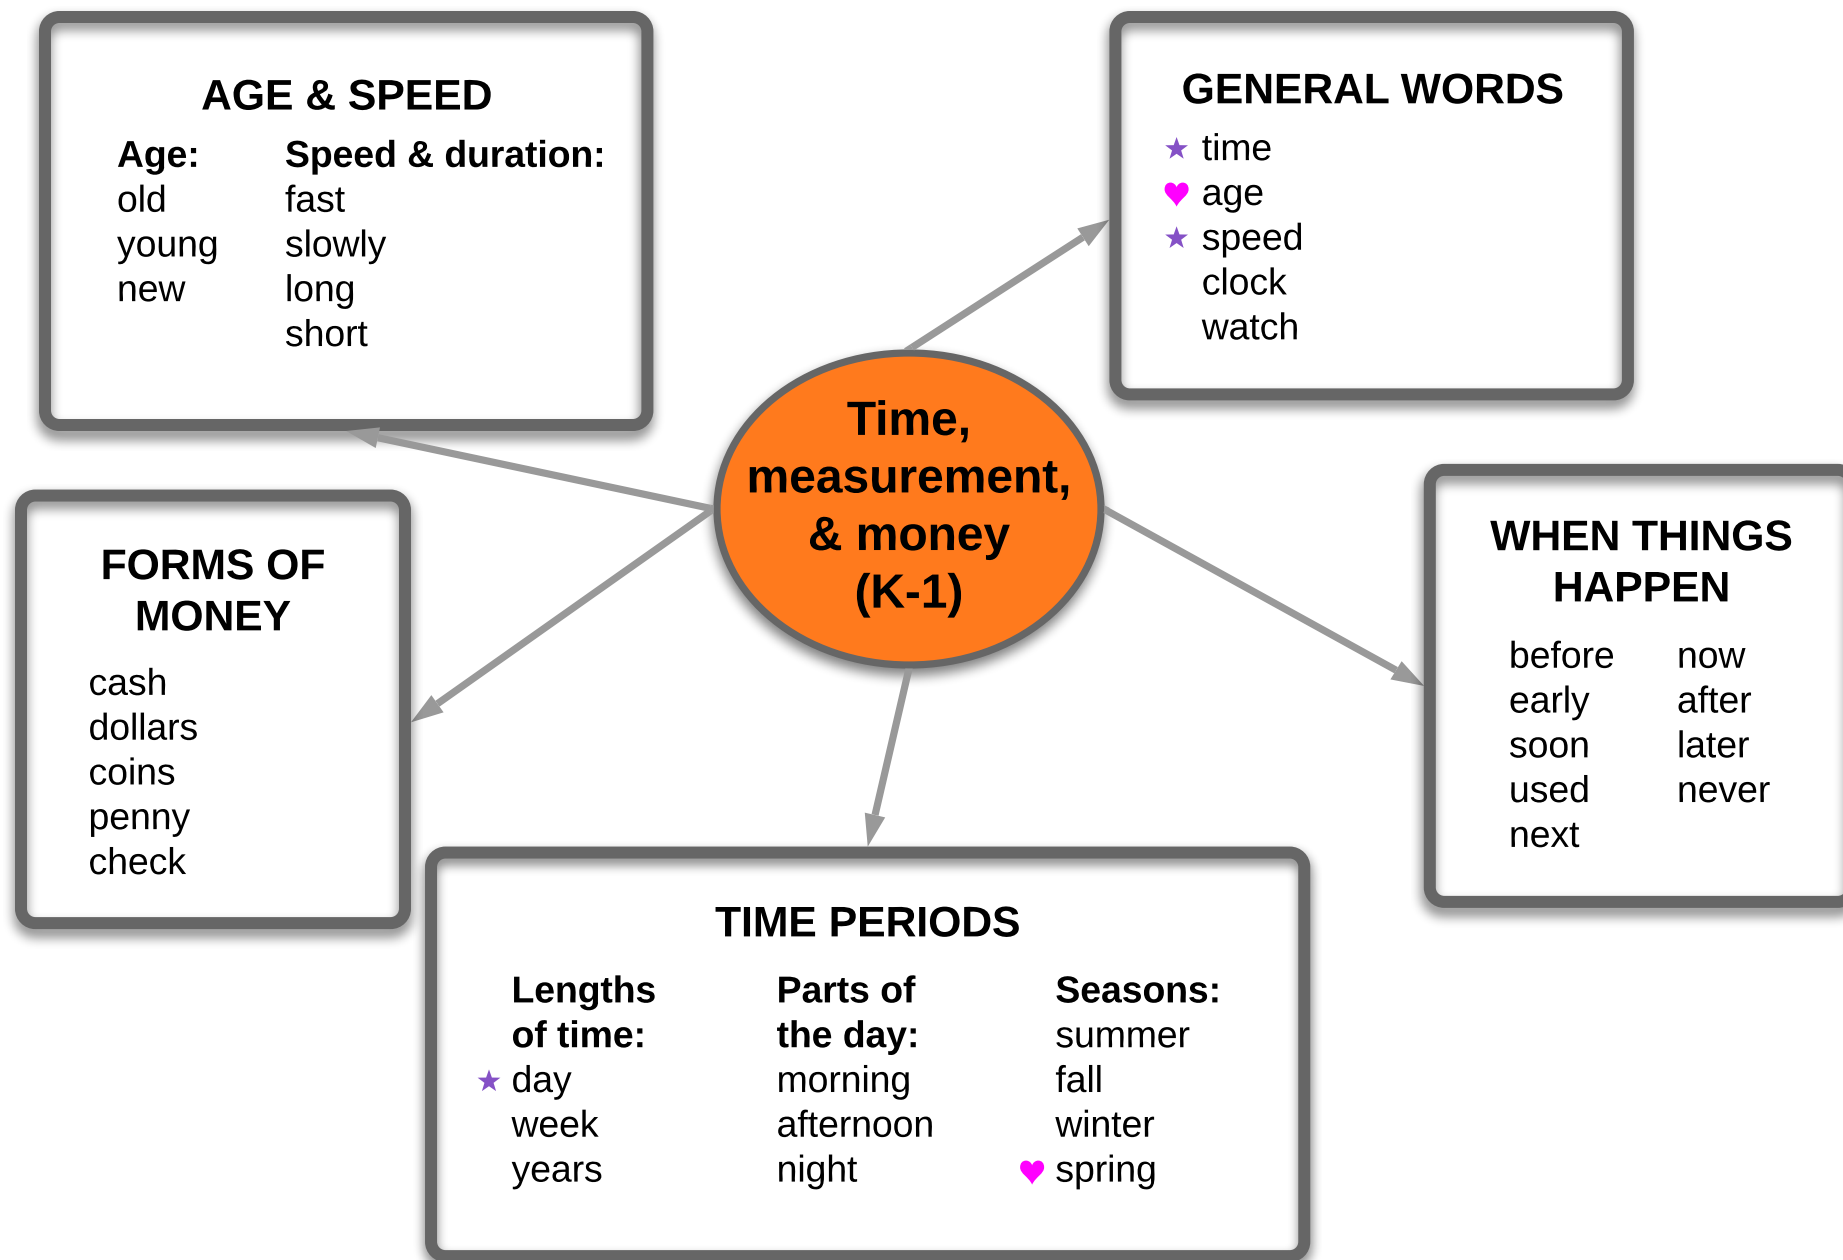 AGE & SPEED
Age:
old
young
new
Speed & duration:
fast
slowly
long
short
GENERAL WORDS
★ time
♥ age
★ speed
clock
watch
Time,
measurement,
& money
(K-1)
FORMS OF
MONEY
cash
dollars
coins
penny
check
WHEN THINGS
HAPPEN
before
early
soon
used
next
now
after
later
never
TIME PERIODS
Lengths
of time:
★ day
week
years
Parts of
the day:
morning
afternoon
night
Seasons:
summer
fall
winter
♥ spring